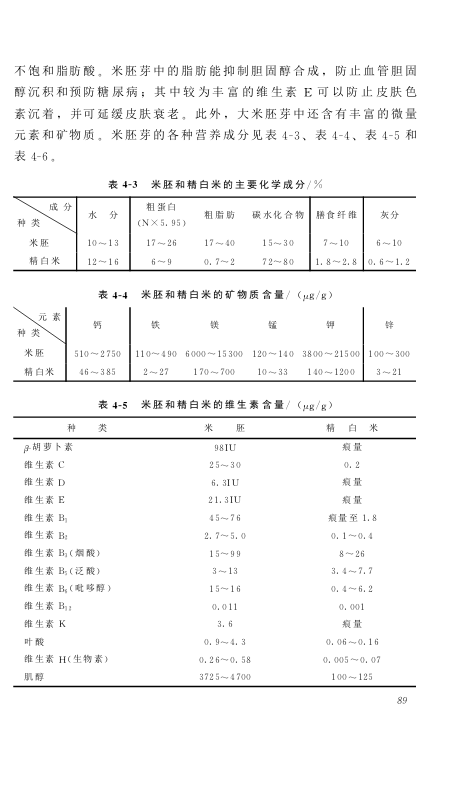 不饱和脂肪酸。米胚芽中的脂肪能抑制胆固醇合成，防止血管胆固
醇沉积和预防糖尿病；其中较为丰富的维生素 E 可以防止皮肤色
素沉着，并可延缓皮肤衰老。此外，大米胚芽中还含有丰富的微量
元素和矿物质。米胚芽的各种营养成分见表 4-3、表 4-4、表 4-5 和
表 4-6。
表 4-3 米胚和精白米的主要化学成分/%
成 分 种 类 水 分 粗蛋白 (N×5.95) 粗脂肪 碳水化合物 膳食纤维 灰分
米胚 10～13 17～26 17～40 15～30 7～10 6～10
精白米 12～16 6～9 0.7～2 72～80 1.8～2.8 0.6～1.2
表 4-4 米胚和精白米的矿物质含量/（μg/g）
元 素 种 类 钙 铁 镁 锰 钾 锌
米胚 510～2750 110～490 6000～15300 120～140 3800～21500 100～300
精白米 46～385 2～27 170～700 10～33 140～1200 3～21
表 4-5 米胚和精白米的维生素含量/（μg/g）
种 类 米 胚 精 白 米
β-胡萝卜素 98IU 痕量
维生素 C 25～30 0.2
维生素 D 6.3IU 痕量
维生素 E 21.3IU 痕量
维生素 B₁ 45～76 痕量至 1.8
维生素 B₂ 2.7～5.0 0.1～0.4
维生素 B₃(烟酸) 15～99 8～26
维生素 B₅(泛酸) 3～13 3.4～7.7
维生素 B₆(吡哆醇) 15～16 0.4～6.2
维生素 B₁₂ 0.011 0.001
维生素 K 3.6 痕量
叶酸 0.9～4.3 0.06～0.16
维生素 H(生物素) 0.26～0.58 0.005～0.07
肌醇 3725～4700 100～125
89